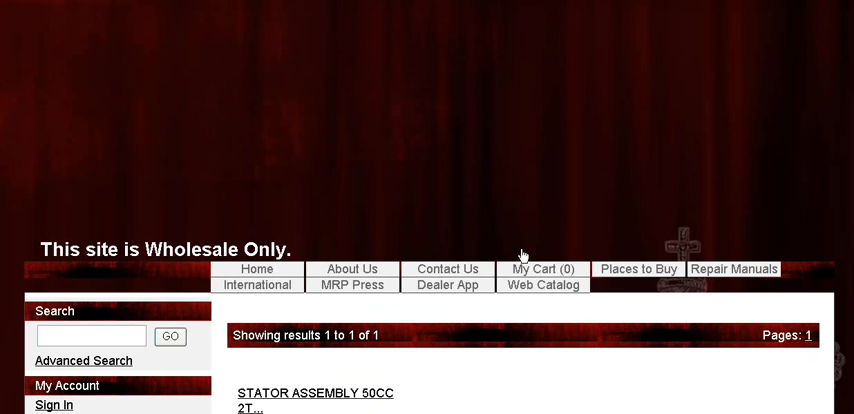 This site is Wholesale Only.
Home About Us Contact Us My Cart (0) Places to Buy Repair Manuals
International MRP Press Dealer App Web Catalog
Search
GO
Advanced Search
My Account
Sign In
Showing results 1 to 1 of 1 Pages: 1
STATOR ASSEMBLY 50CC
2T...